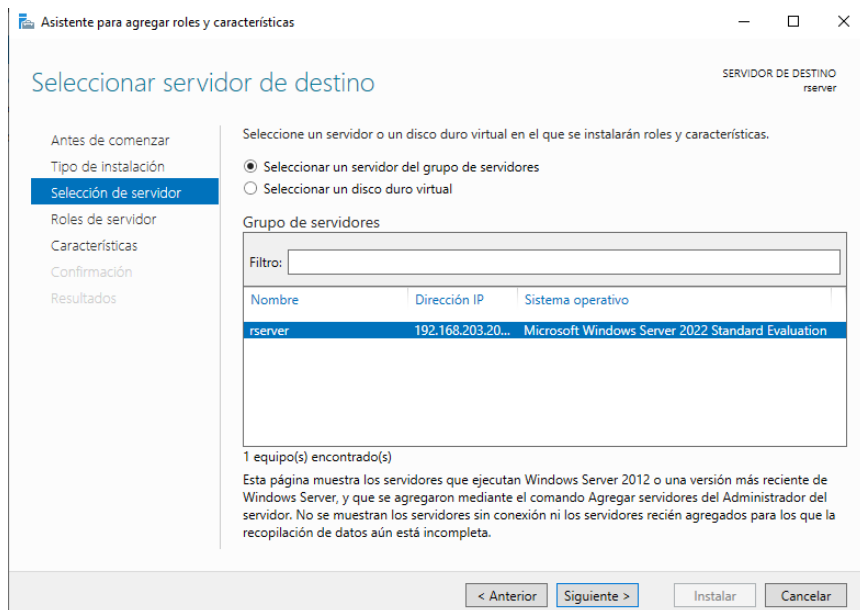 Asistente para agregar roles y características
Seleccionar servidor de destino
SERVIDOR DE DESTINO
rserver
Antes de comenzar
Tipo de instalación
Selección de servidor
Roles de servidor
Características
Confirmación
Resultados
Seleccione un servidor o un disco duro virtual en el que se instalarán roles y características.
Seleccionar un servidor del grupo de servidores
Seleccionar un disco duro virtual
Grupo de servidores
Filtro:
Nombre Dirección IP Sistema operativo
rserver 192.168.203.20... Microsoft Windows Server 2022 Standard Evaluation
1 equipo(s) encontrado(s)
Esta página muestra los servidores que ejecutan Windows Server 2012 o una versión más reciente de
Windows Server, y que se agregaron mediante el comando Agregar servidores del Administrador del
servidor. No se muestran los servidores sin conexión ni los servidores recién agregados para los que la
recopilación de datos aún está incompleta.
< Anterior Siguiente > Instalar Cancelar